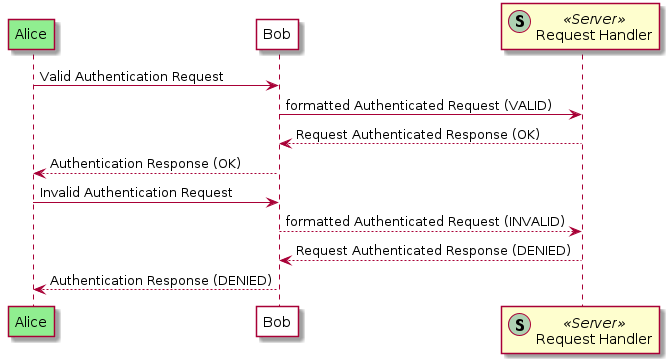 Alice
Bob
S
«Server»
Request Handler
Valid Authentication Request
formatted Authenticated Request (VALID)
Request Authenticated Response (OK)
Authentication Response (OK)
Invalid Authentication Request
formatted Authenticated Request (INVALID)
Request Authenticated Response (DENIED)
Authentication Response (DENIED)
Alice
Bob
S
«Server»
Request Handler